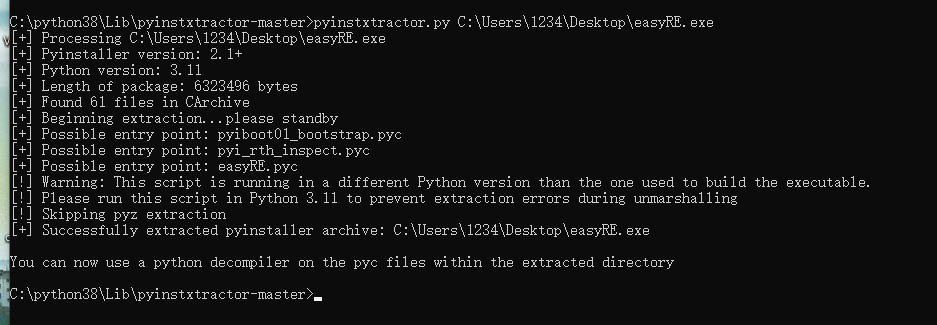 C:\python38\Lib\pyinstxtractor-master>pyinstxtractor.py C:\Users\1234\Desktop\easyRE.exe
[+] Processing C:\Users\1234\Desktop\easyRE.exe
[+] Pyinstaller version: 2.1+
[+] Python version: 3.11
[+] Length of package: 6323496 bytes
[+] Found 61 files in CArchive
[+] Beginning extraction...please standby
[+] Possible entry point: pyiboot01_bootstrap.pyc
[+] Possible entry point: pyi_rth_inspect.pyc
[+] Possible entry point: easyRE.pyc
[!] Warning: This script is running in a different Python version than the one used to build the executable.
[!] Please run this script in Python 3.11 to prevent extraction errors during unmarshalling
[!] Skipping pyz extraction
[+] Successfully extracted pyinstaller archive: C:\Users\1234\Desktop\easyRE.exe
You can now use a python decompiler on the pyc files within the extracted directory
C:\python38\Lib\pyinstxtractor-master>